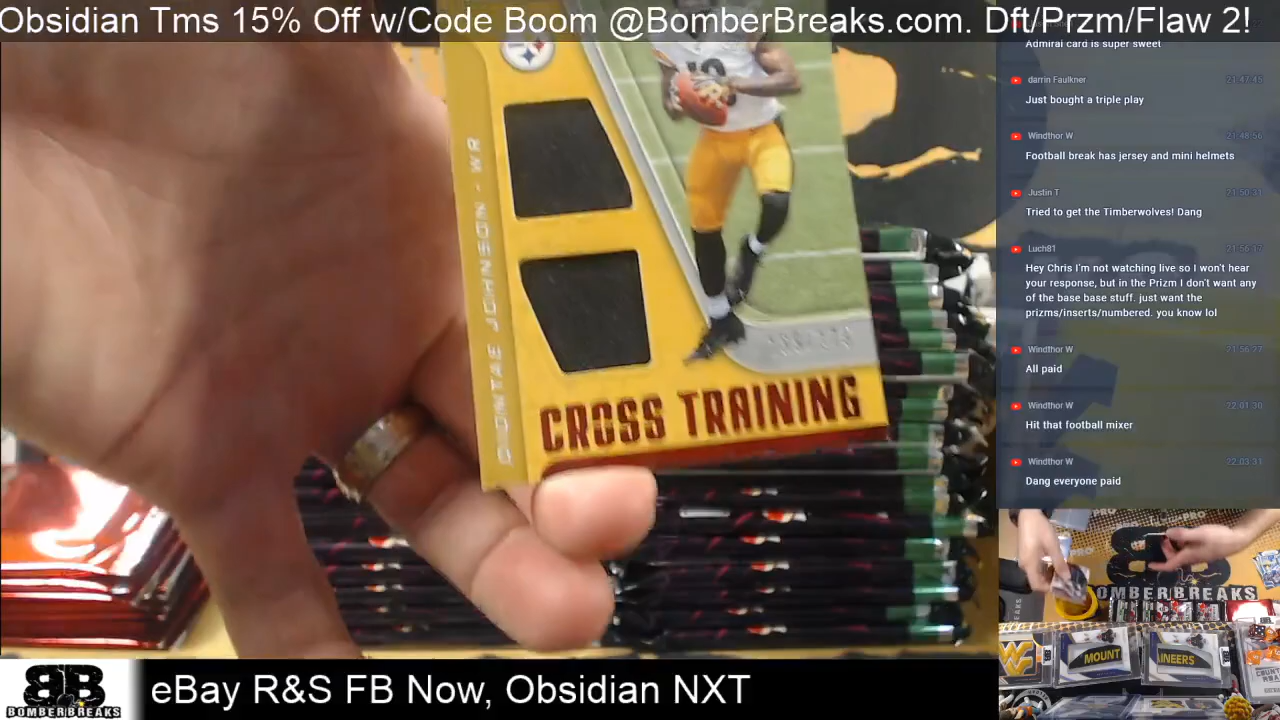 Obsidian Tms 15% Off w/Code Boom @BomberBreaks.com. Dft/Przm/Flaw 2!
DIONTAE JOHNSON - WR
CROSS TRAINING
Admiral card is super sweet
darrin Faulkner
Just bought a triple play
Windthor W
Football break has jersey and mini helmets
Justin T
Tried to get the Timberwolves! Dang
Luch81
Hey Chris I'm not watching live so I won't hear
your response, but in the Prizm I don't want any
of the base base stuff. just want the
prizms/inserts/numbered. you know lol
Windthor W
All paid
Windthor W
Hit that football mixer
Windthor W
Dang everyone paid
BOMBERBREAKS
MOUNT
AINEERS
BB
BOMBERBREAKS
eBay R&S FB Now, Obsidian NXT